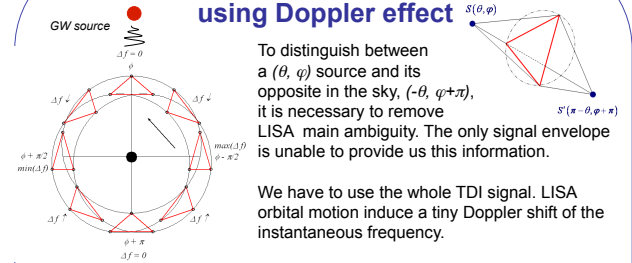 using Doppler effect
GW source
Δf = 0
ϕ
Δf ↓
Δf ↓
ϕ + π/2
min(Δf)
max(Δf)
ϕ - π/2
Δf ↑
Δf ↑
ϕ + π
Δf = 0
S(θ, φ)
S'(π − θ, φ + π)
To distinguish between
a (θ, φ) source and its
opposite in the sky, (-θ, φ+π),
it is necessary to remove
LISA main ambiguity. The only signal envelope
is unable to provide us this information.
We have to use the whole TDI signal. LISA
orbital motion induce a tiny Doppler shift of the
instantaneous frequency.